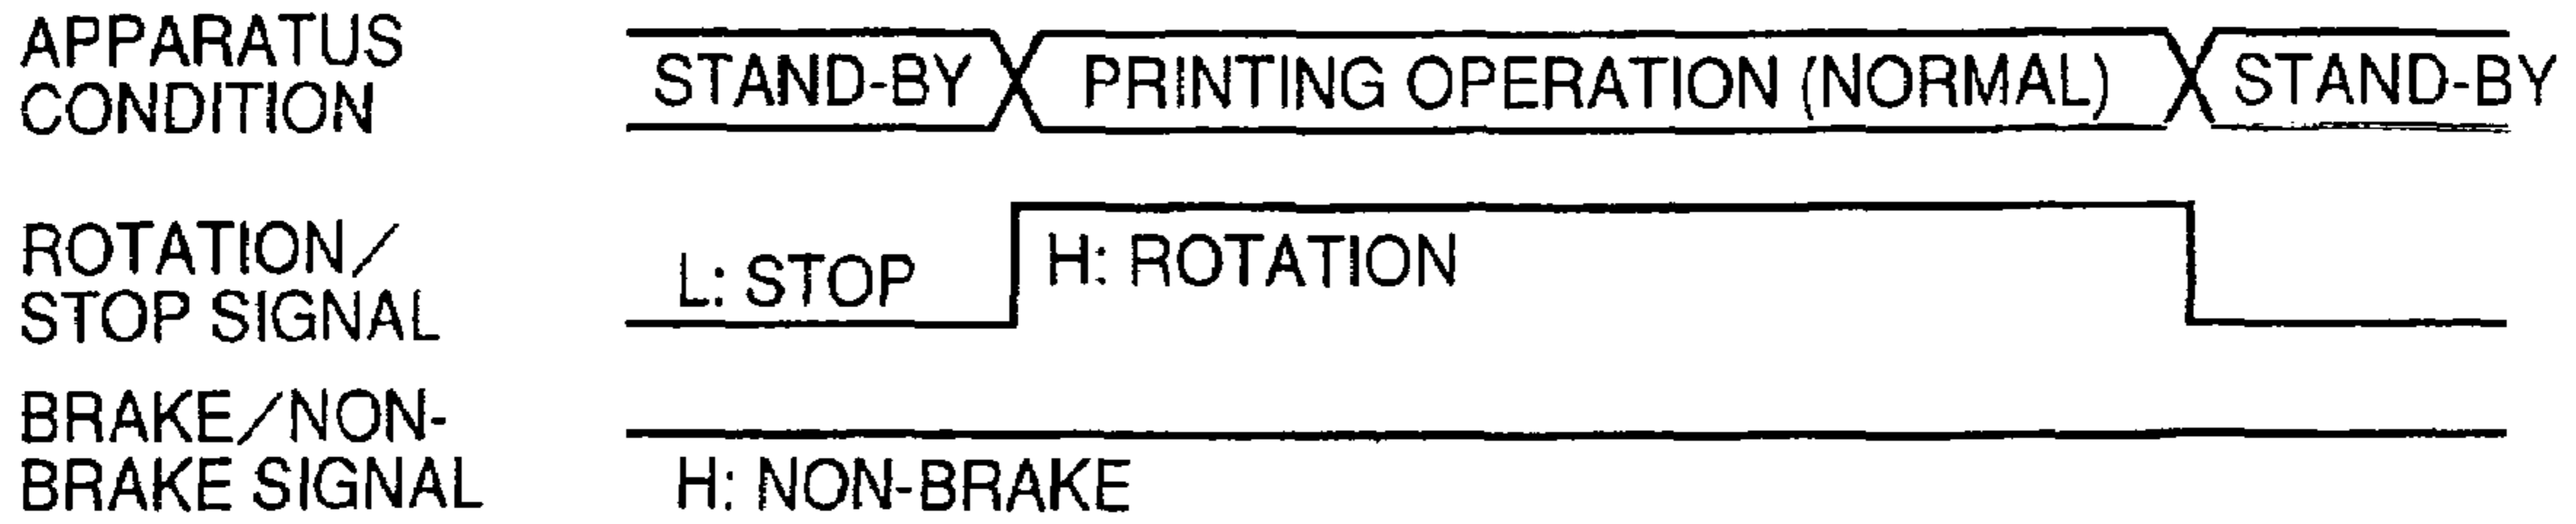 APPARATUS
CONDITION
STAND-BY
PRINTING OPERATION (NORMAL)
STAND-BY
ROTATION/
STOP SIGNAL
L: STOP
H: ROTATION
BRAKE/NON-
BRAKE SIGNAL
H: NON-BRAKE